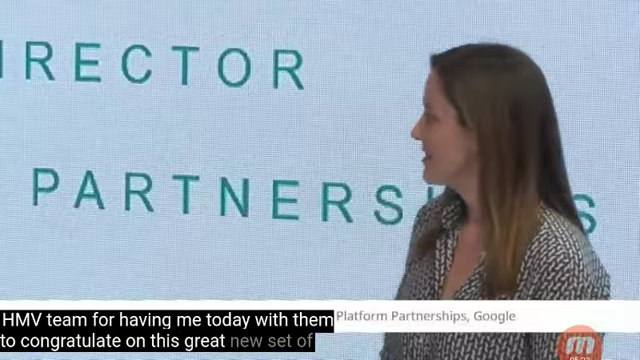 IRECTOR
PARTNERS S
HMV team for having me today with them
Platform Partnerships, Google
to congratulate on this great new set of